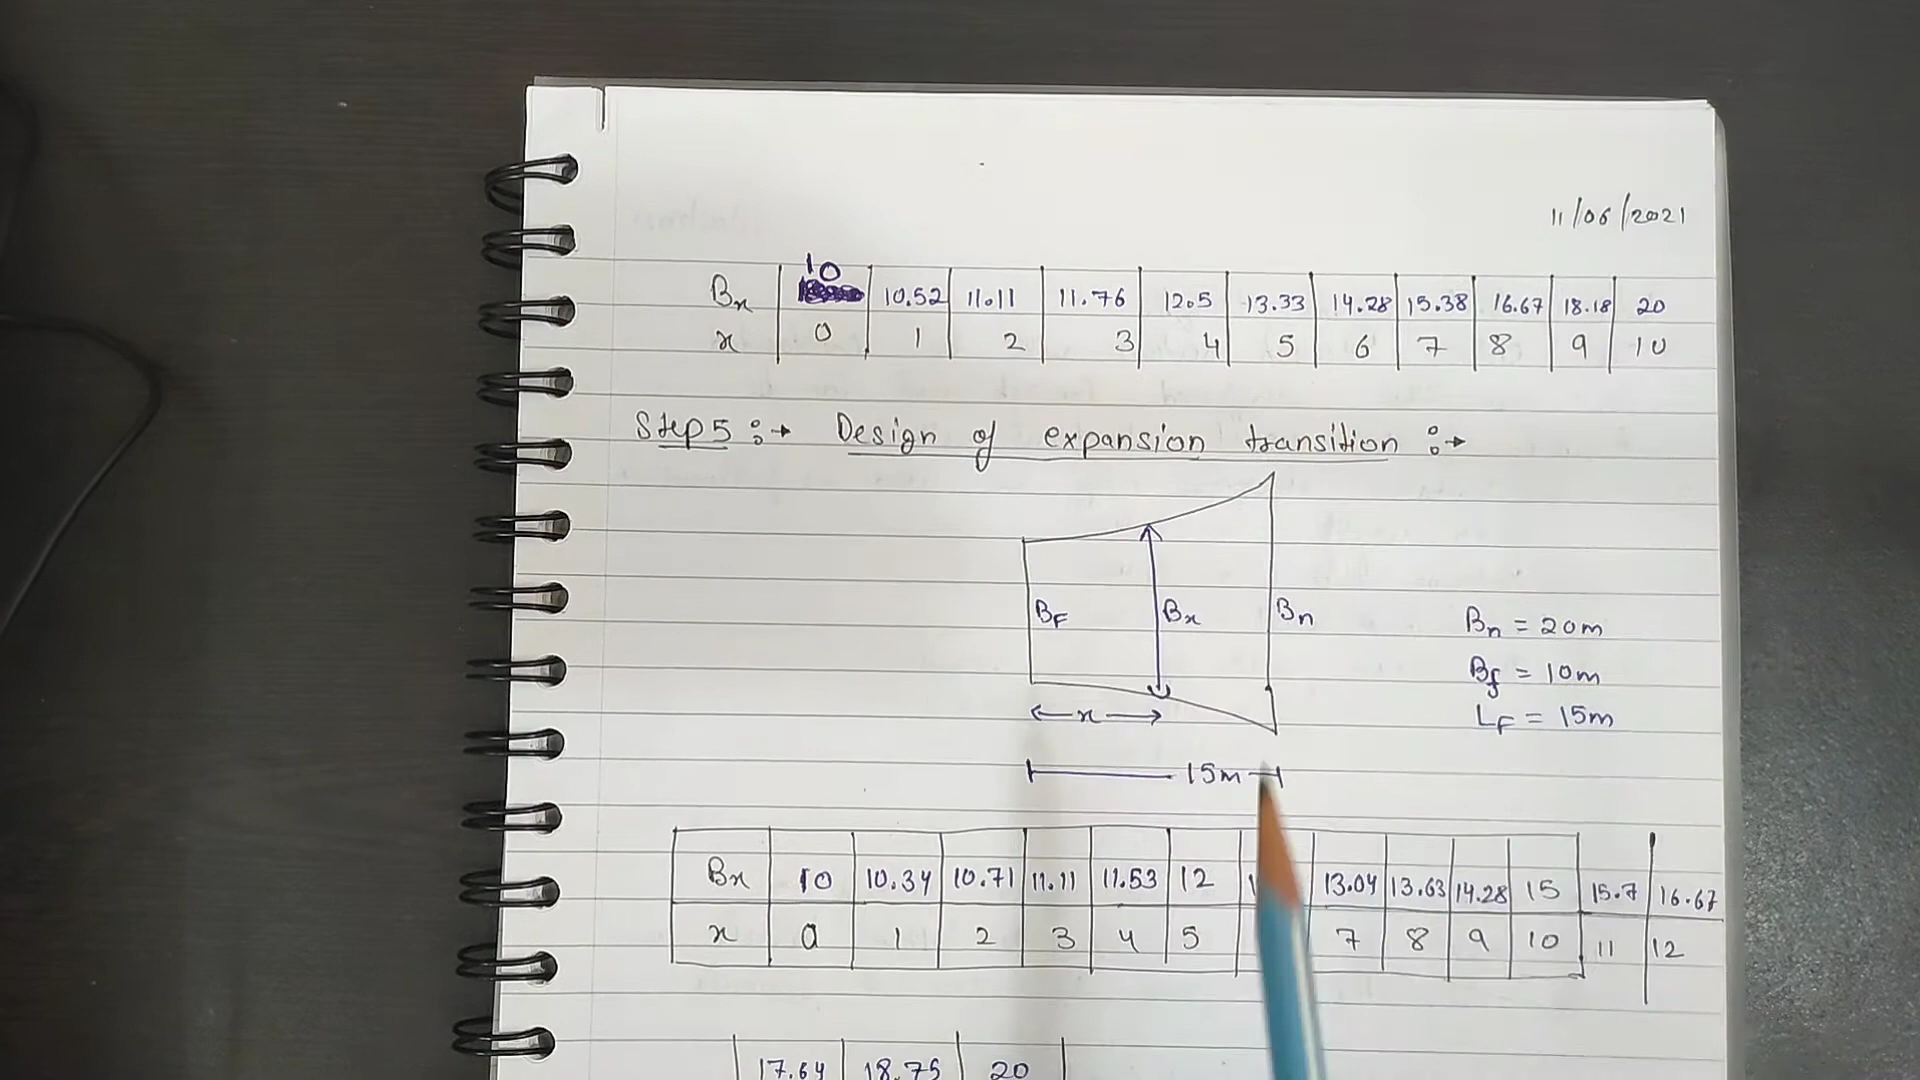 11/06/2021
10
Bx 10.52 11.11 11.76 12.5 13.33 14.28 15.38 16.67 18.18 20
x 0 1 2 3 4 5 6 7 8 9 10
Step 5 :→ Design of expansion transition :→
BF Bx Bn
Bn = 20m
Bf = 10m
LF = 15m
x
15m
Bx 10 10.34 10.71 11.11 11.53 12 13.04 13.63 14.28 15 15.7 16.67
x 0 1 2 3 4 5 7 8 9 10 11 12
17.64 18.75 20